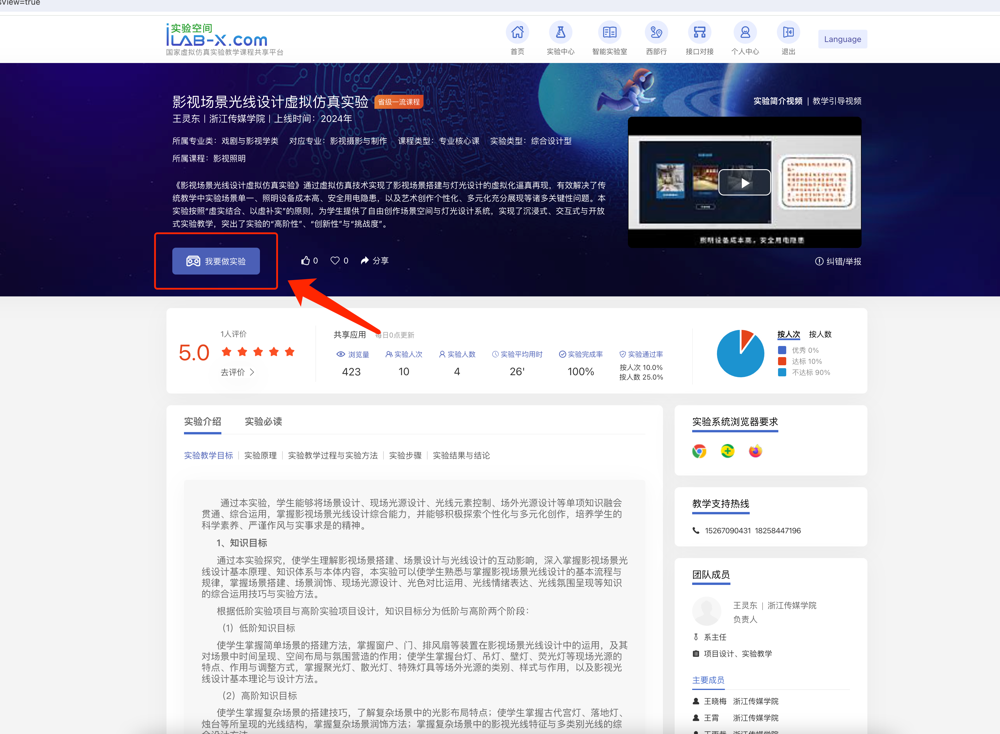 sView=true
实验空间
iLAB-X.com
国家虚拟仿真实验教学课程共享平台
首页
实验中心
智能实验室
西部行
接口对接
个人中心
退出
Language
影视场景光线设计虚拟仿真实验 省级一流课程
王灵东 | 浙江传媒学院 | 上线时间：2024年
所属专业类：戏剧与影视学类 对应专业：影视摄影与制作 课程类型：专业核心课 实验类型：综合设计型
所属课程：影视照明
《影视场景光线设计虚拟仿真实验》通过虚拟仿真技术实现了影视场景搭建与灯光设计的虚拟化逼真再现，有效解决了传
统教学中实验场景单一、照明设备成本高、安全用电隐患，以及艺术创作个性化、多元化充分展现等诸多关键性问题。本
实验按照“虚实结合、以虚补实”的原则，为学生提供了自由创作场景空间与灯光设计系统，实现了沉浸式、交互式与开放
式实验教学，突出了实验的“高阶性”、“创新性”与“挑战度”。
我要做实验
0
0
分享
实验简介视频 | 教学引导视频
照明设备成本高。安全用电隐患
纠错/举报
5.0
1人评价
去评价
共享应用 每日0点更新
浏览量 实验人次 实验人数 实验平均用时 实验完成率 实验通过率
423 10 4 26' 100%
按人次 10.0%
按人数 25.0%
按人次 按人数
优秀 0%
达标 10%
不达标 90%
实验介绍 实验必读
实验教学目标 | 实验原理 | 实验教学过程与实验方法 | 实验步骤 | 实验结果与结论
通过本实验，学生能够将场景设计、现场光源设计、光线元素控制、场外光源设计等单项知识融会
贯通、综合运用，掌握影视场景光线设计综合能力，并能够积极探索个性化与多元化创作，培养学生的
科学素养、严谨作风与实事求是的精神。
1、知识目标
通过本实验探究，使学生理解影视场景搭建、场景设计与光线设计的互动影响，深入掌握影视场景光
线设计基本原理、知识体系与本体内容，本实验可以使学生熟悉与掌握影视场景光线设计的基本流程与
规律，掌握场景搭建、场景润饰、现场光源设计、光色对比运用、光线情绪表达、光线氛围呈现等知识
的综合运用技巧与实验方法。
根据低阶实验项目与高阶实验项目设计，知识目标分为低阶与高阶两个阶段：
（1）低阶知识目标
使学生掌握简单场景的搭建方法，掌握窗户、门、排风扇等装置在影视场景光线设计中的运用，及其
对场景中时间呈现、空间布局与氛围营造的作用；使学生掌握台灯、吊灯、壁灯、荧光灯等现场光源的
特点、作用与调整方式，掌握聚光灯、散光灯、特殊灯具等场外光源的类别、样式与作用，以及影视光
线设计基本理论与设计方法。
（2）高阶知识目标
使学生掌握复杂场景的搭建技巧，了解复杂场景中的光影布局特点；使学生掌握古代宫灯、落地灯、
烛台等所呈现的光线结构，掌握复杂场景润饰方法；掌握复杂场景中的影视光线特征与多类别光线的综
实验系统浏览器要求
教学支持热线
15267090431 18258447196
团队成员
王灵东 | 浙江传媒学院
负责人
系主任
项目设计、实验教学
主要成员
王晓梅 浙江传媒学院
王霄 浙江传媒学院